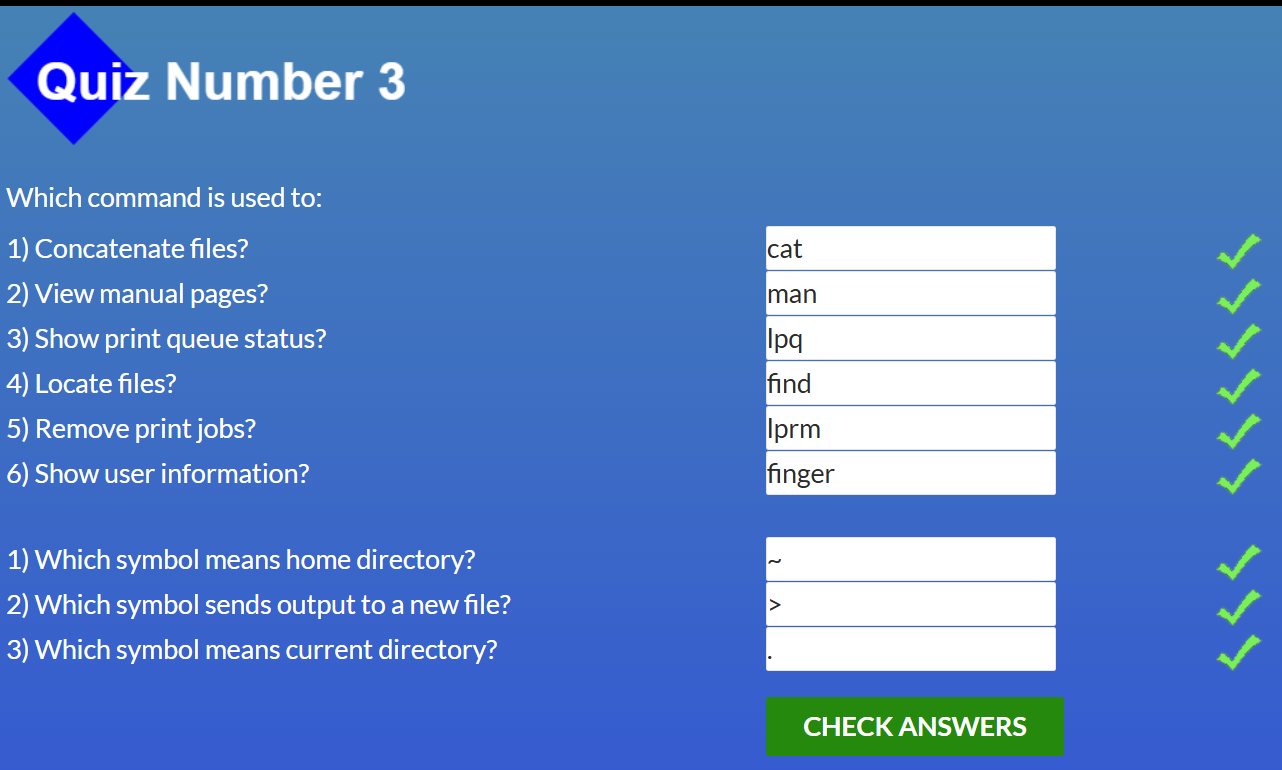 Quiz Number 3
Which command is used to:
1) Concatenate files? cat
2) View manual pages? man
3) Show print queue status? lpq
4) Locate files? find
5) Remove print jobs? lprm
6) Show user information? finger
1) Which symbol means home directory? ~
2) Which symbol sends output to a new file? >
3) Which symbol means current directory? .
CHECK ANSWERS